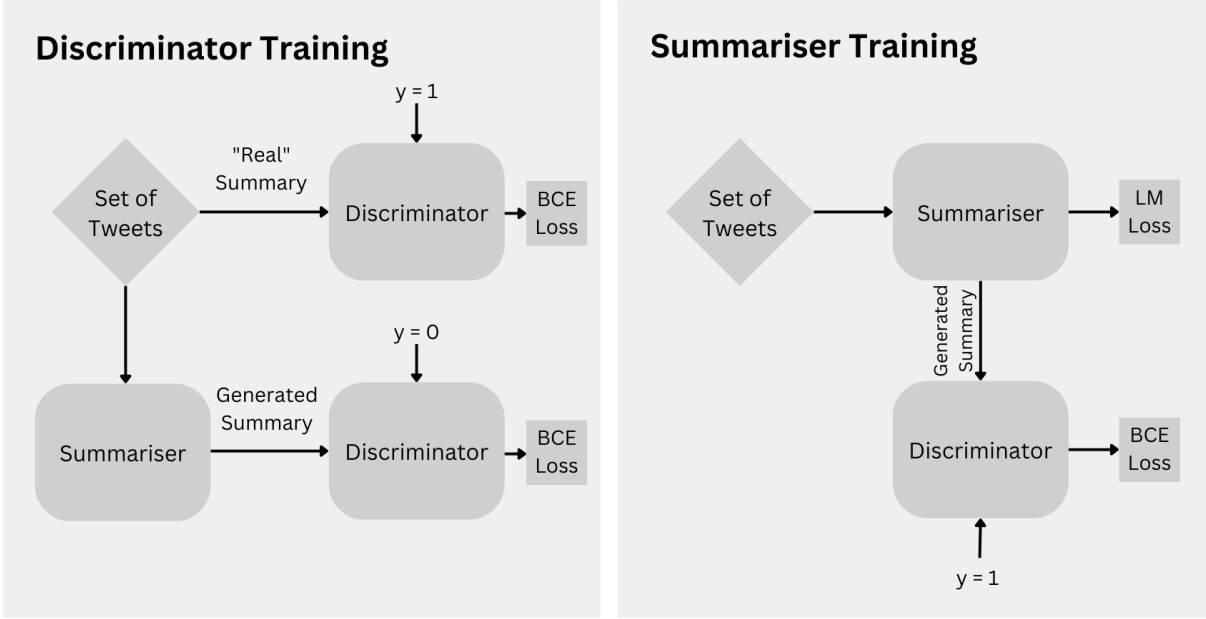 Discriminator Training
y = 1
"Real"
Summary
Set of
Tweets
Discriminator
BCE
Loss
y = 0
Generated
Summary
Summariser
Discriminator
BCE
Loss
Summariser Training
Set of
Tweets
Summariser
LM
Loss
Generated
Summary
Discriminator
BCE
Loss
y = 1